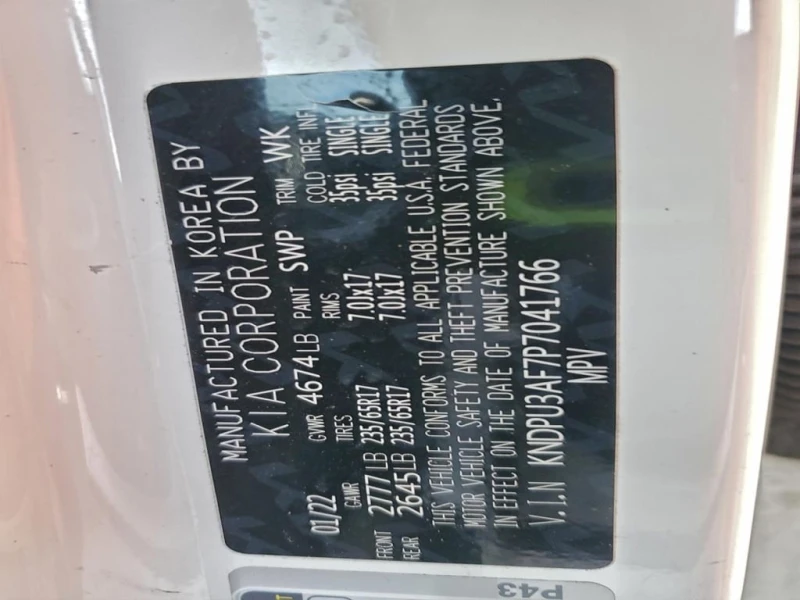 MANUFACTURED IN KOREA BY
KIA CORPORATION
01/22 GVWR 4674LB PAINT SWP TRIM WK
GAWR TIRES RIMS COLD TIRE INF
FRONT 2777LB 235/65R17 7.0Jx17 35psi SINGLE
REAR 2645LB 235/65R17 7.0Jx17 35psi SINGLE
THIS VEHICLE CONFORMS TO ALL APPLICABLE U.S.A. FEDERAL
MOTOR VEHICLE SAFETY AND THEFT PREVENTION STANDARDS
IN EFFECT ON THE DATE OF MANUFACTURE SHOWN ABOVE.
V.I.N KNDPU3AF7P7041766
MPV
P43